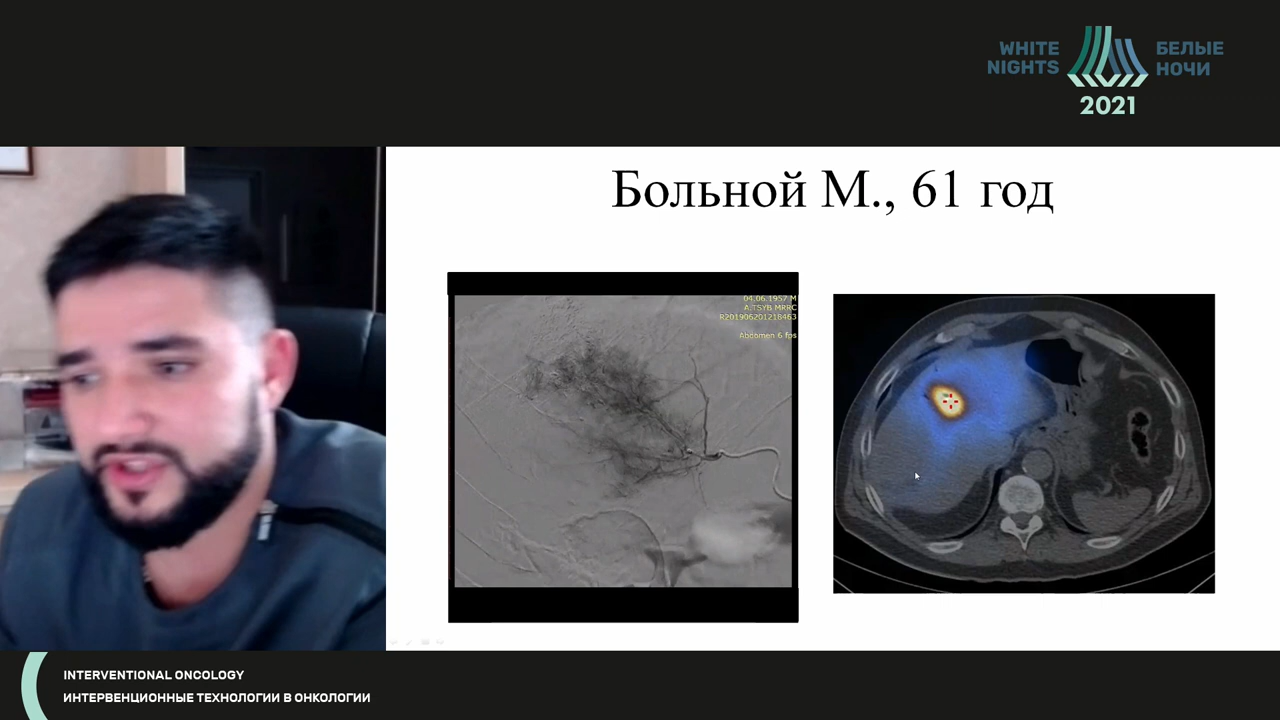 WHITE
NIGHTS
БЕЛЫЕ
НОЧИ
2021
Больной М., 61 год
04.06.1957 M
A.TSYB MRRC
R201906201218463
Abdomen 6 fps
INTERVENTIONAL ONCOLOGY
ИНТЕРВЕНЦИОННЫЕ ТЕХНОЛОГИИ В ОНКОЛОГИИ